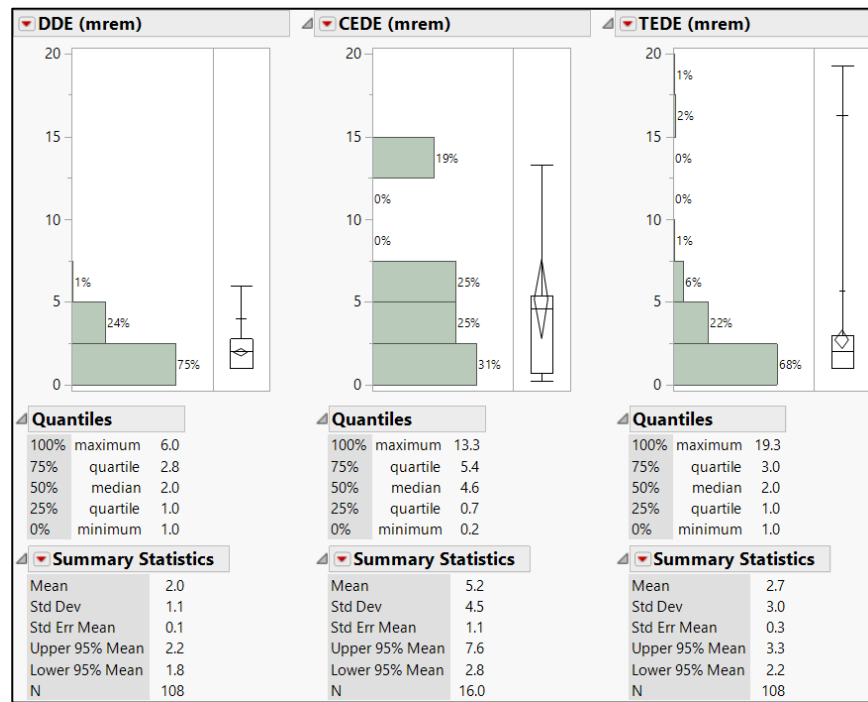 DDE (mrem)
20
15
10
5
0
1%
24%
75%
Quantiles
100% maximum 6.0
75% quartile 2.8
50% median 2.0
25% quartile 1.0
0% minimum 1.0
Summary Statistics
Mean 2.0
Std Dev 1.1
Std Err Mean 0.1
Upper 95% Mean 2.2
Lower 95% Mean 1.8
N 108
CEDE (mrem)
20
15
10
5
0
19%
0%
0%
25%
25%
31%
Quantiles
100% maximum 13.3
75% quartile 5.4
50% median 4.6
25% quartile 0.7
0% minimum 0.2
Summary Statistics
Mean 5.2
Std Dev 4.5
Std Err Mean 1.1
Upper 95% Mean 7.6
Lower 95% Mean 2.8
N 16.0
TEDE (mrem)
20
15
10
5
0
1%
2%
0%
0%
1%
6%
22%
68%
Quantiles
100% maximum 19.3
75% quartile 3.0
50% median 2.0
25% quartile 1.0
0% minimum 1.0
Summary Statistics
Mean 2.7
Std Dev 3.0
Std Err Mean 0.3
Upper 95% Mean 3.3
Lower 95% Mean 2.2
N 108